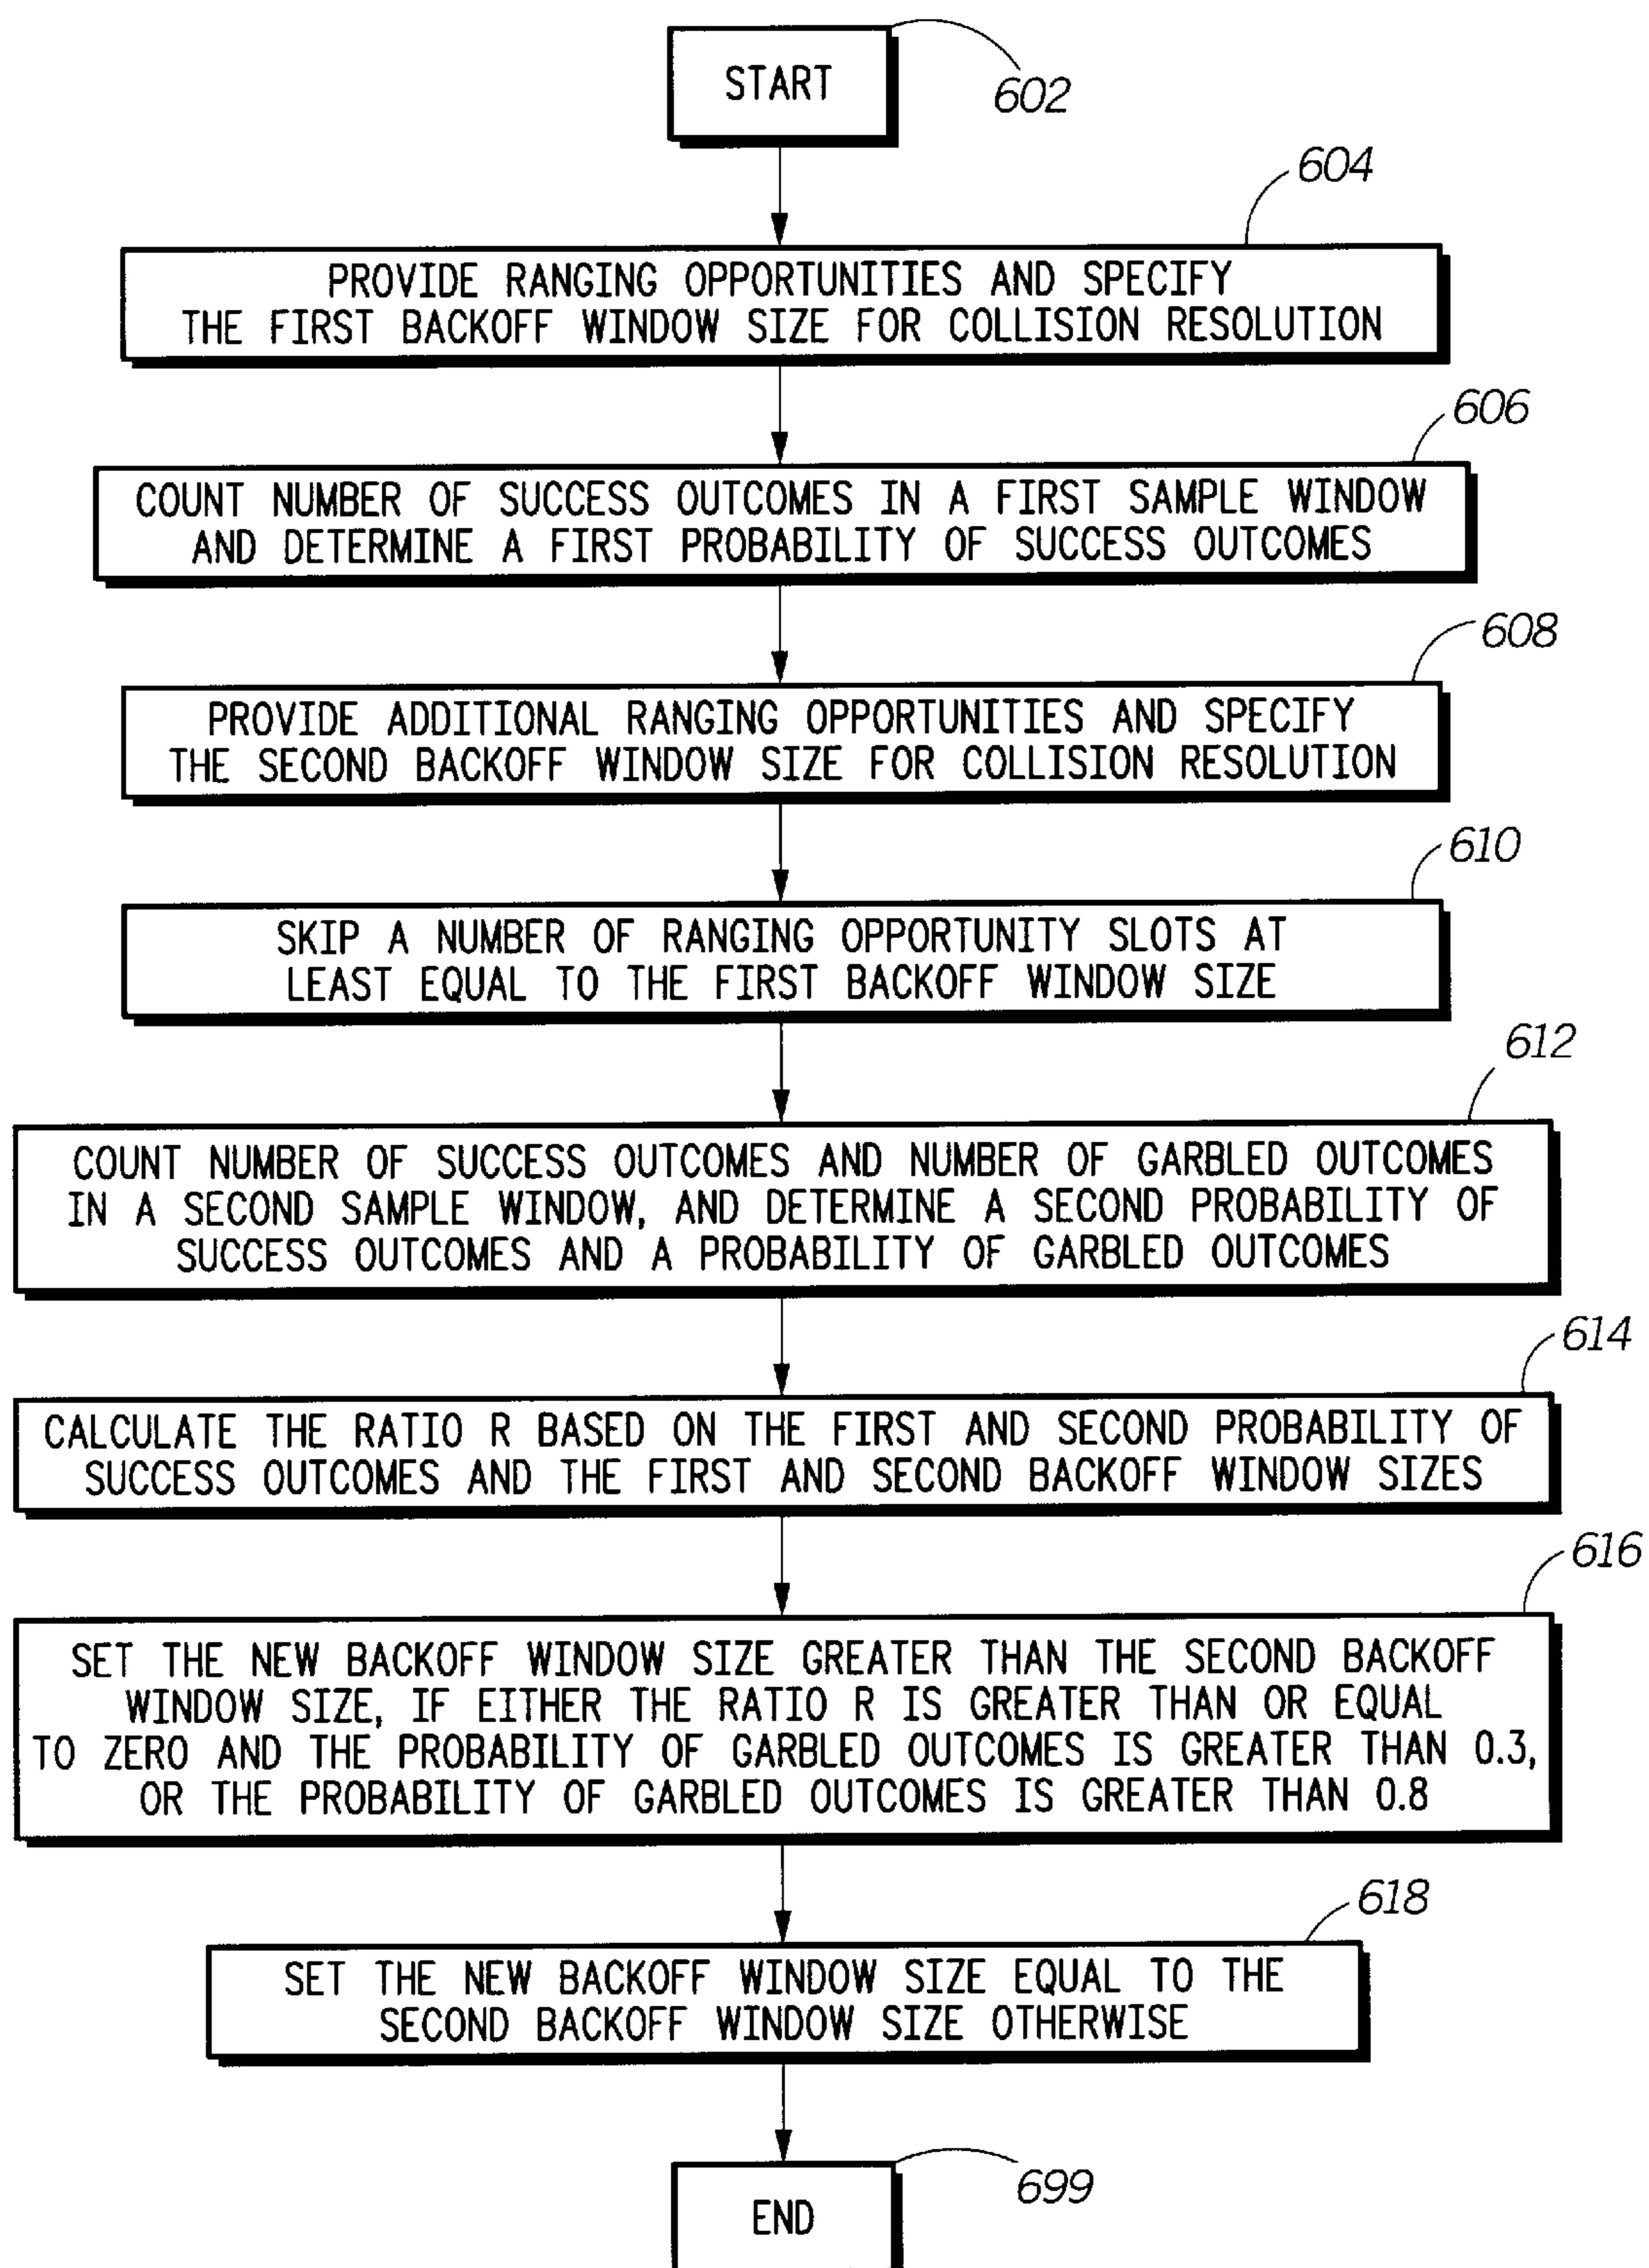 START
602
604
PROVIDE RANGING OPPORTUNITIES AND SPECIFY
THE FIRST BACKOFF WINDOW SIZE FOR COLLISION RESOLUTION
606
COUNT NUMBER OF SUCCESS OUTCOMES IN A FIRST SAMPLE WINDOW
AND DETERMINE A FIRST PROBABILITY OF SUCCESS OUTCOMES
608
PROVIDE ADDITIONAL RANGING OPPORTUNITIES AND SPECIFY
THE SECOND BACKOFF WINDOW SIZE FOR COLLISION RESOLUTION
610
SKIP A NUMBER OF RANGING OPPORTUNITY SLOTS AT
LEAST EQUAL TO THE FIRST BACKOFF WINDOW SIZE
612
COUNT NUMBER OF SUCCESS OUTCOMES AND NUMBER OF GARBLED OUTCOMES
IN A SECOND SAMPLE WINDOW, AND DETERMINE A SECOND PROBABILITY OF
SUCCESS OUTCOMES AND A PROBABILITY OF GARBLED OUTCOMES
614
CALCULATE THE RATIO R BASED ON THE FIRST AND SECOND PROBABILITY OF
SUCCESS OUTCOMES AND THE FIRST AND SECOND BACKOFF WINDOW SIZES
616
SET THE NEW BACKOFF WINDOW SIZE GREATER THAN THE SECOND BACKOFF
WINDOW SIZE, IF EITHER THE RATIO R IS GREATER THAN OR EQUAL
TO ZERO AND THE PROBABILITY OF GARBLED OUTCOMES IS GREATER THAN 0.3,
OR THE PROBABILITY OF GARBLED OUTCOMES IS GREATER THAN 0.8
618
SET THE NEW BACKOFF WINDOW SIZE EQUAL TO THE
SECOND BACKOFF WINDOW SIZE OTHERWISE
699
END